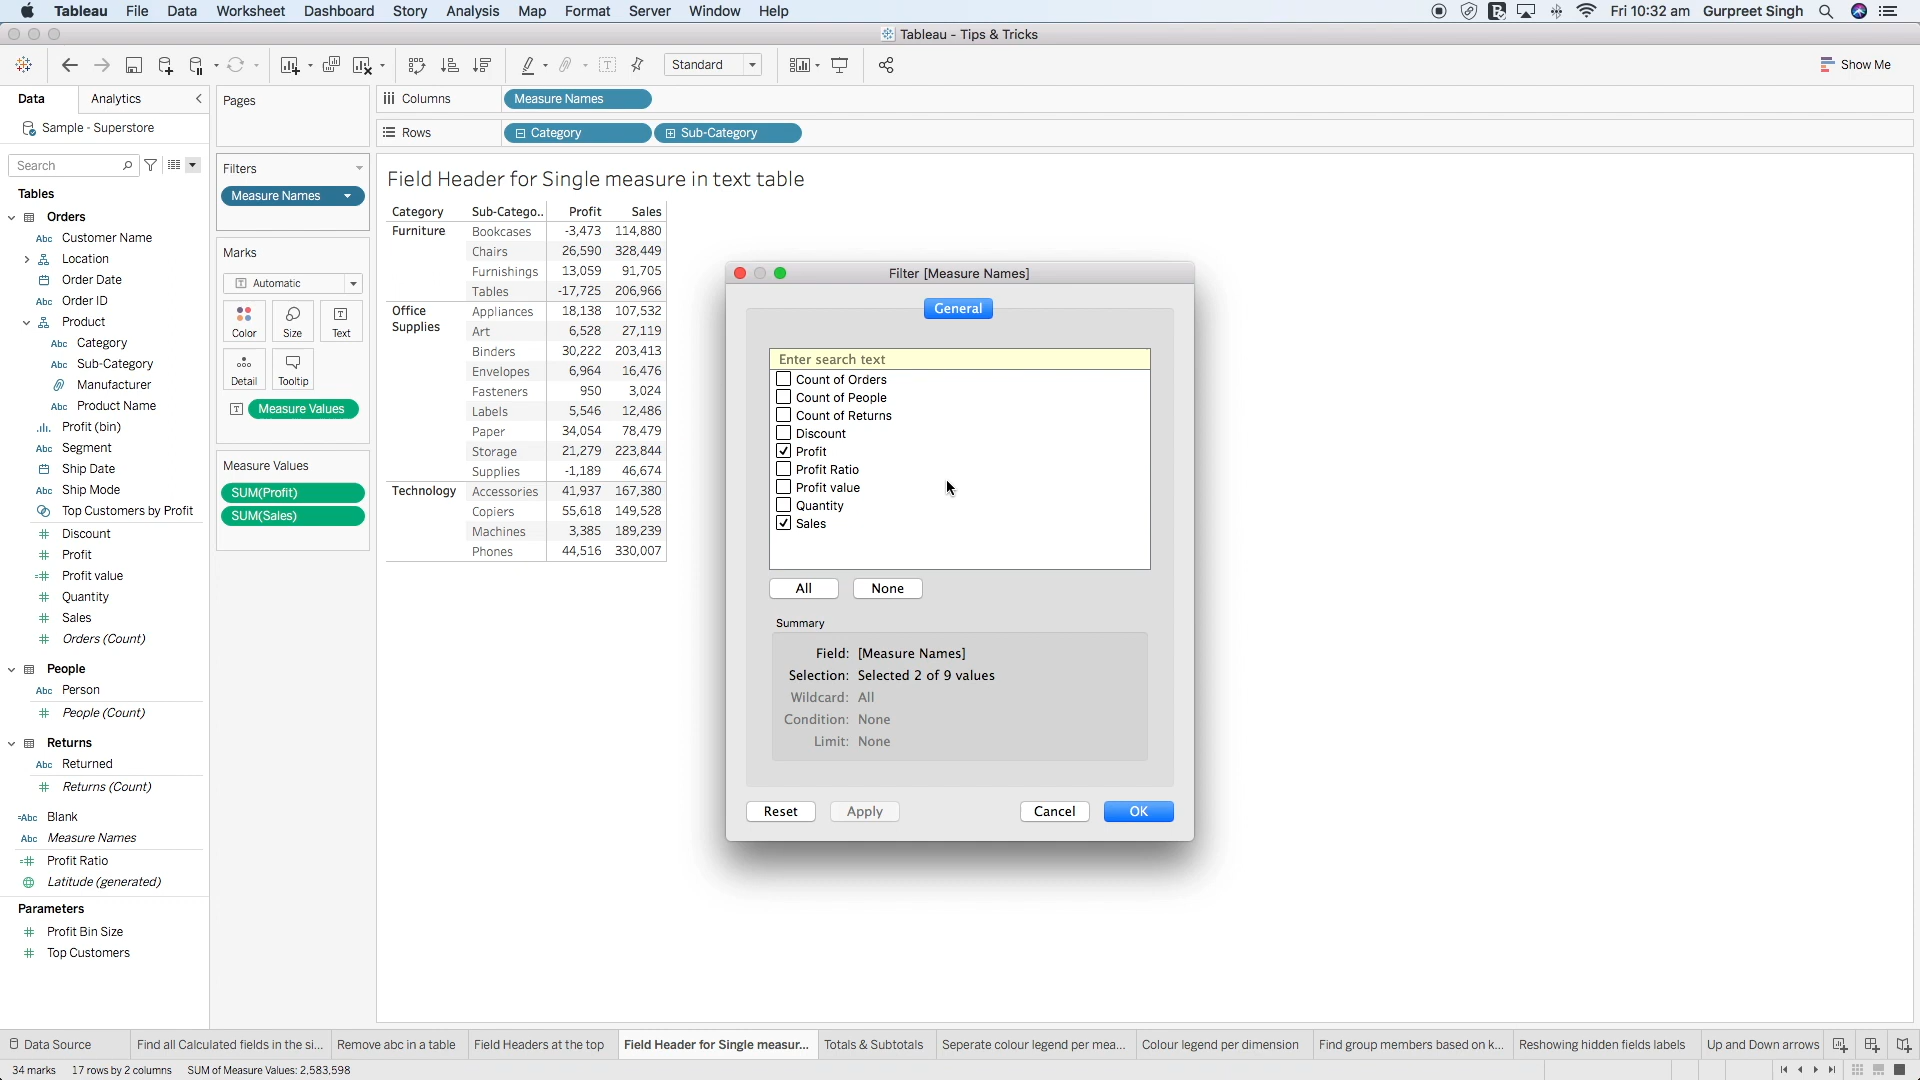 Tableau File Data Worksheet Dashboard Story Analysis Map Format Server Window Help Fri 10:32 am Gurpreet Singh
Tableau - Tips & Tricks
Standard Show Me
Data Analytics
Sample - Superstore
Search
Tables
Orders
Abc Customer Name
Location
Order Date
Abc Order ID
Product
Abc Category
Abc Sub-Category
Manufacturer
Abc Product Name
Profit (bin)
Abc Segment
Ship Date
Abc Ship Mode
Top Customers by Profit
# Discount
# Profit
=# Profit value
# Quantity
# Sales
# Orders (Count)
People
Abc Person
# People (Count)
Returns
Abc Returned
# Returns (Count)
=Abc Blank
Abc Measure Names
=# Profit Ratio
Latitude (generated)
Parameters
# Profit Bin Size
# Top Customers
Pages
Filters
Measure Names
Marks
T Automatic
Color Size Text
Detail Tooltip
T Measure Values
Measure Values
SUM(Profit)
SUM(Sales)
Columns Measure Names
Rows Category Sub-Category
Field Header for Single measure in text table
Category Sub-Catego.. Profit Sales
Furniture Bookcases -3,473 114,880
Chairs 26,590 328,449
Furnishings 13,059 91,705
Tables -17,725 206,966
Office Supplies Appliances 18,138 107,532
Art 6,528 27,119
Binders 30,222 203,413
Envelopes 6,964 16,476
Fasteners 950 3,024
Labels 5,546 12,486
Paper 34,054 78,479
Storage 21,279 223,844
Supplies -1,189 46,674
Technology Accessories 41,937 167,380
Copiers 55,618 149,528
Machines 3,385 189,239
Phones 44,516 330,007
Filter [Measure Names]
General
Enter search text
Count of Orders
Count of People
Count of Returns
Discount
Profit
Profit Ratio
Profit value
Quantity
Sales
All None
Summary
Field: [Measure Names]
Selection: Selected 2 of 9 values
Wildcard: All
Condition: None
Limit: None
Reset Apply Cancel OK
Data Source Find all Calculated fields in the si... Remove abc in a table Field Headers at the top Field Header for Single measur... Totals & Subtotals Seperate colour legend per mea... Colour legend per dimension Find group members based on k... Reshowing hidden fields labels Up and Down arrows
34 marks 17 rows by 2 columns SUM of Measure Values: 2,583,598